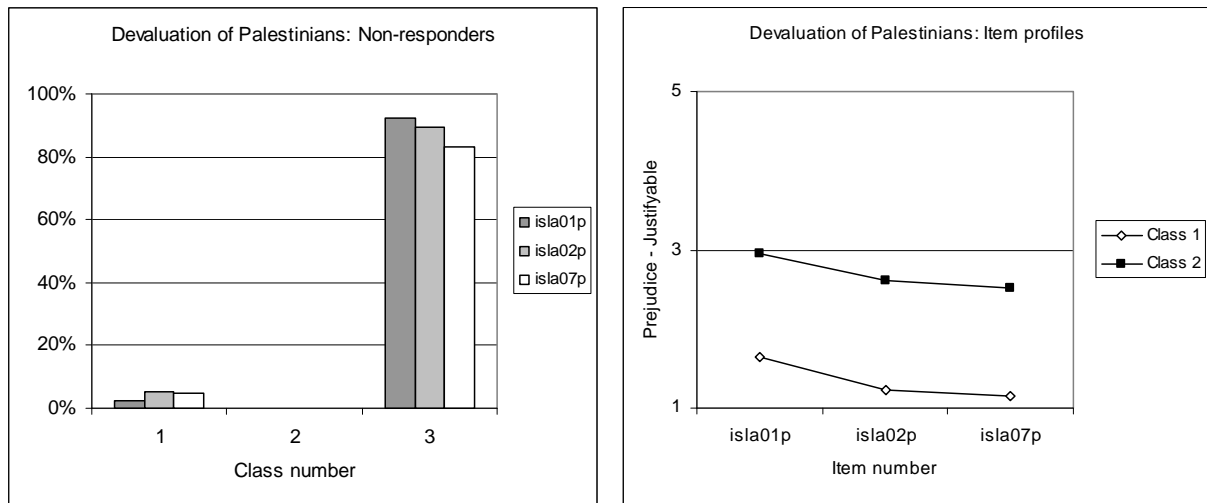 Devaluation of Palestinians: Non-responders
100%
80%
60%
40%
20%
0%
1 2 3
Class number
isla01p
isla02p
isla07p
Devaluation of Palestinians: Item profiles
Prejudice - Justifyable
5
3
1
isla01p isla02p isla07p
Item number
Class 1
Class 2